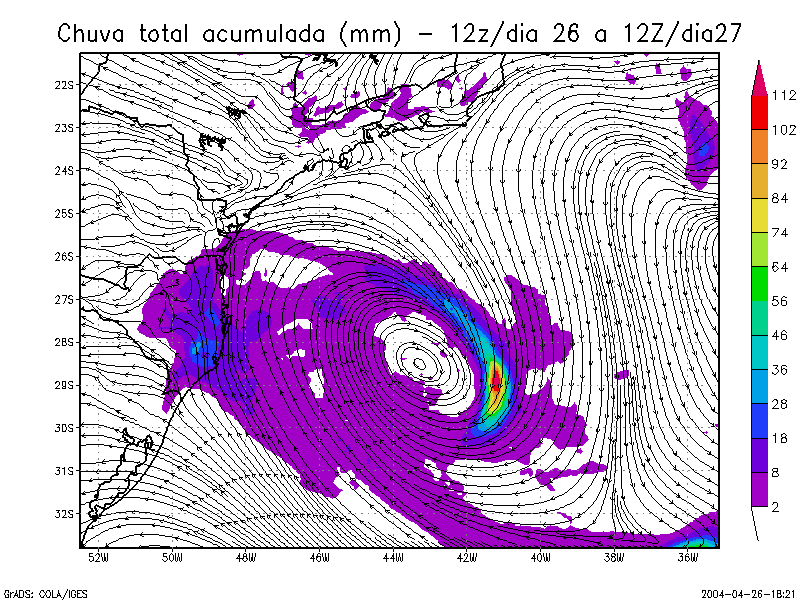 Chuva total acumulada (mm) - 12z/dia 26 a 12Z/dia27
22S
23S
24S
25S
26S
27S
28S
29S
30S
31S
32S
52W 50W 48W 46W 44W 42W 40W 38W 36W
112
102
92
84
74
64
56
46
36
28
18
8
2
GrADS: COLA/IGES
2004-04-26-18:21